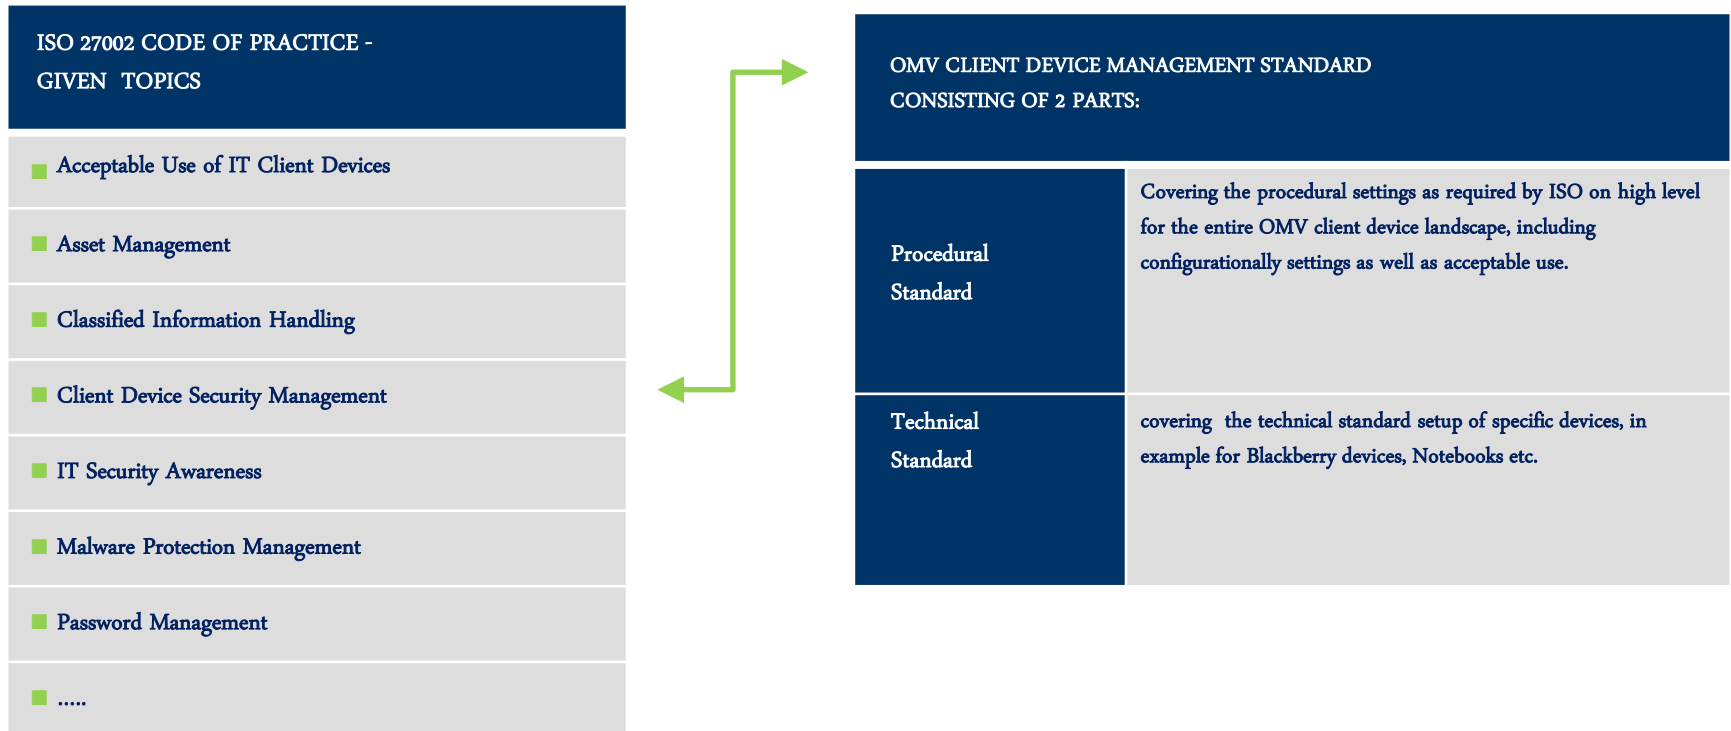 ISO 27002 CODE OF PRACTICE -
GIVEN TOPICS
Acceptable Use of IT Client Devices
Asset Management
Classified Information Handling
Client Device Security Management
IT Security Awareness
Malware Protection Management
Password Management
.....
OMV CLIENT DEVICE MANAGEMENT STANDARD
CONSISTING OF 2 PARTS:
Procedural
Standard
Covering the procedural settings as required by ISO on high level
for the entire OMV client device landscape, including
configurationally settings as well as acceptable use.
Technical
Standard
covering the technical standard setup of specific devices, in
example for Blackberry devices, Notebooks etc.